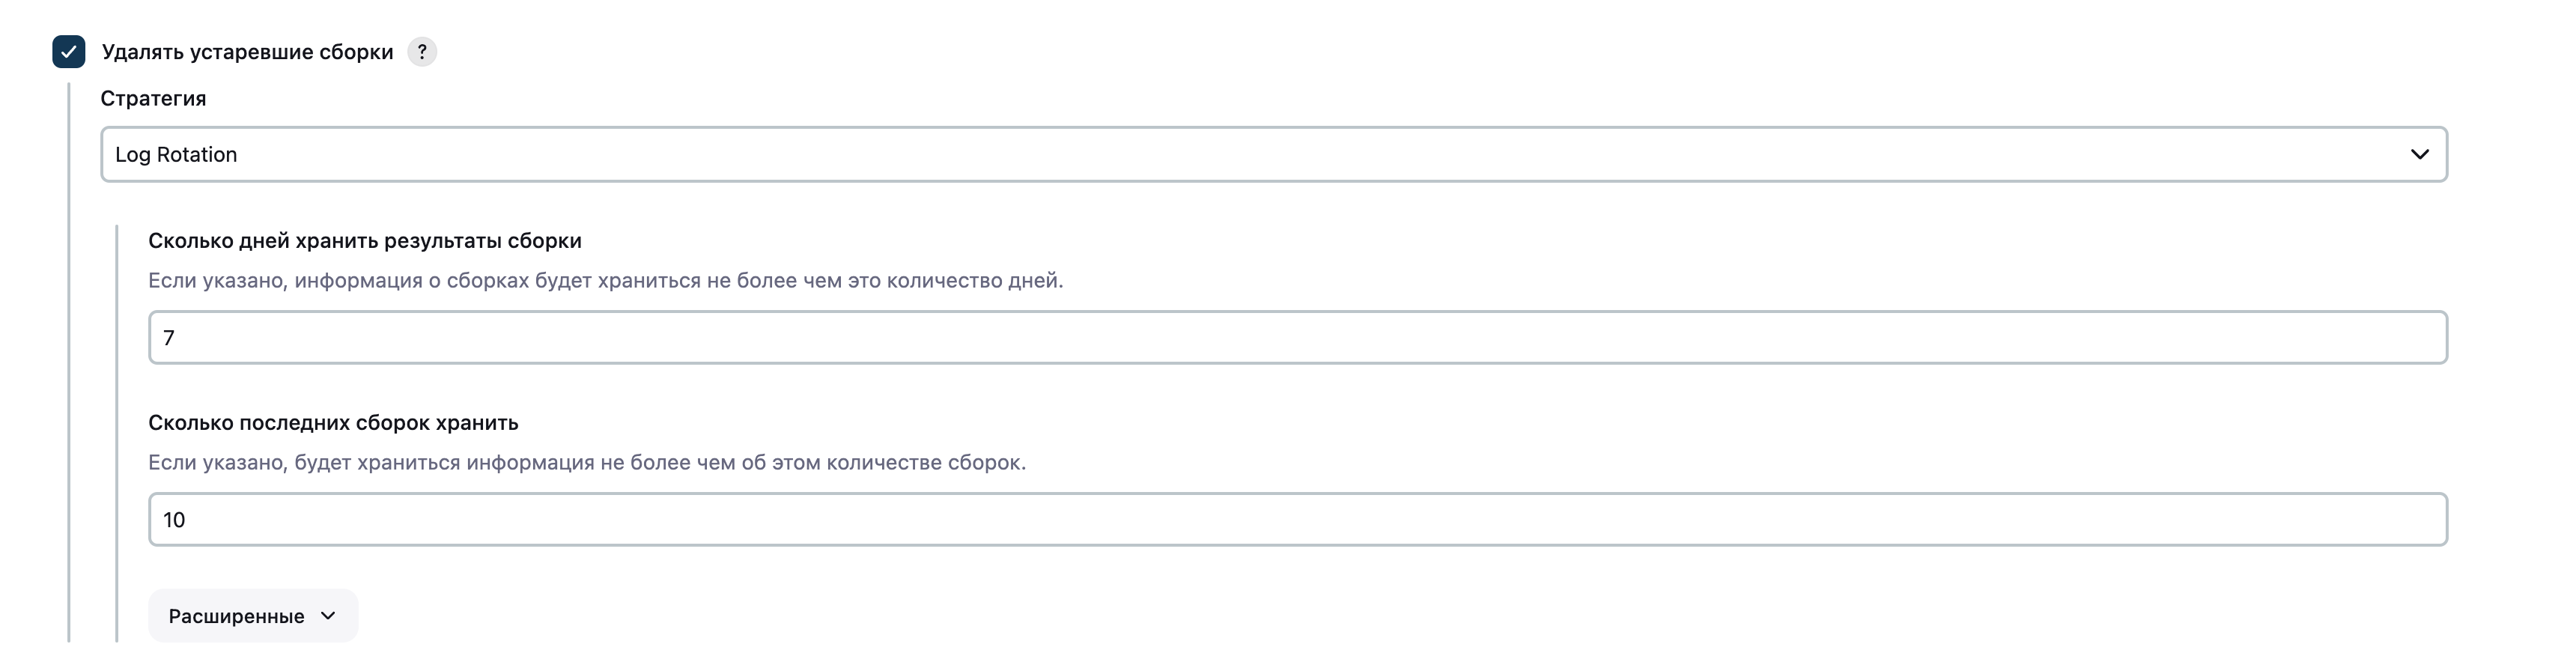 Удалять устаревшие сборки ?
Стратегия
Log Rotation
Сколько дней хранить результаты сборки
Если указано, информация о сборках будет храниться не более чем это количество дней.
7
Сколько последних сборок хранить
Если указано, будет храниться информация не более чем об этом количестве сборок.
10
Расширенные